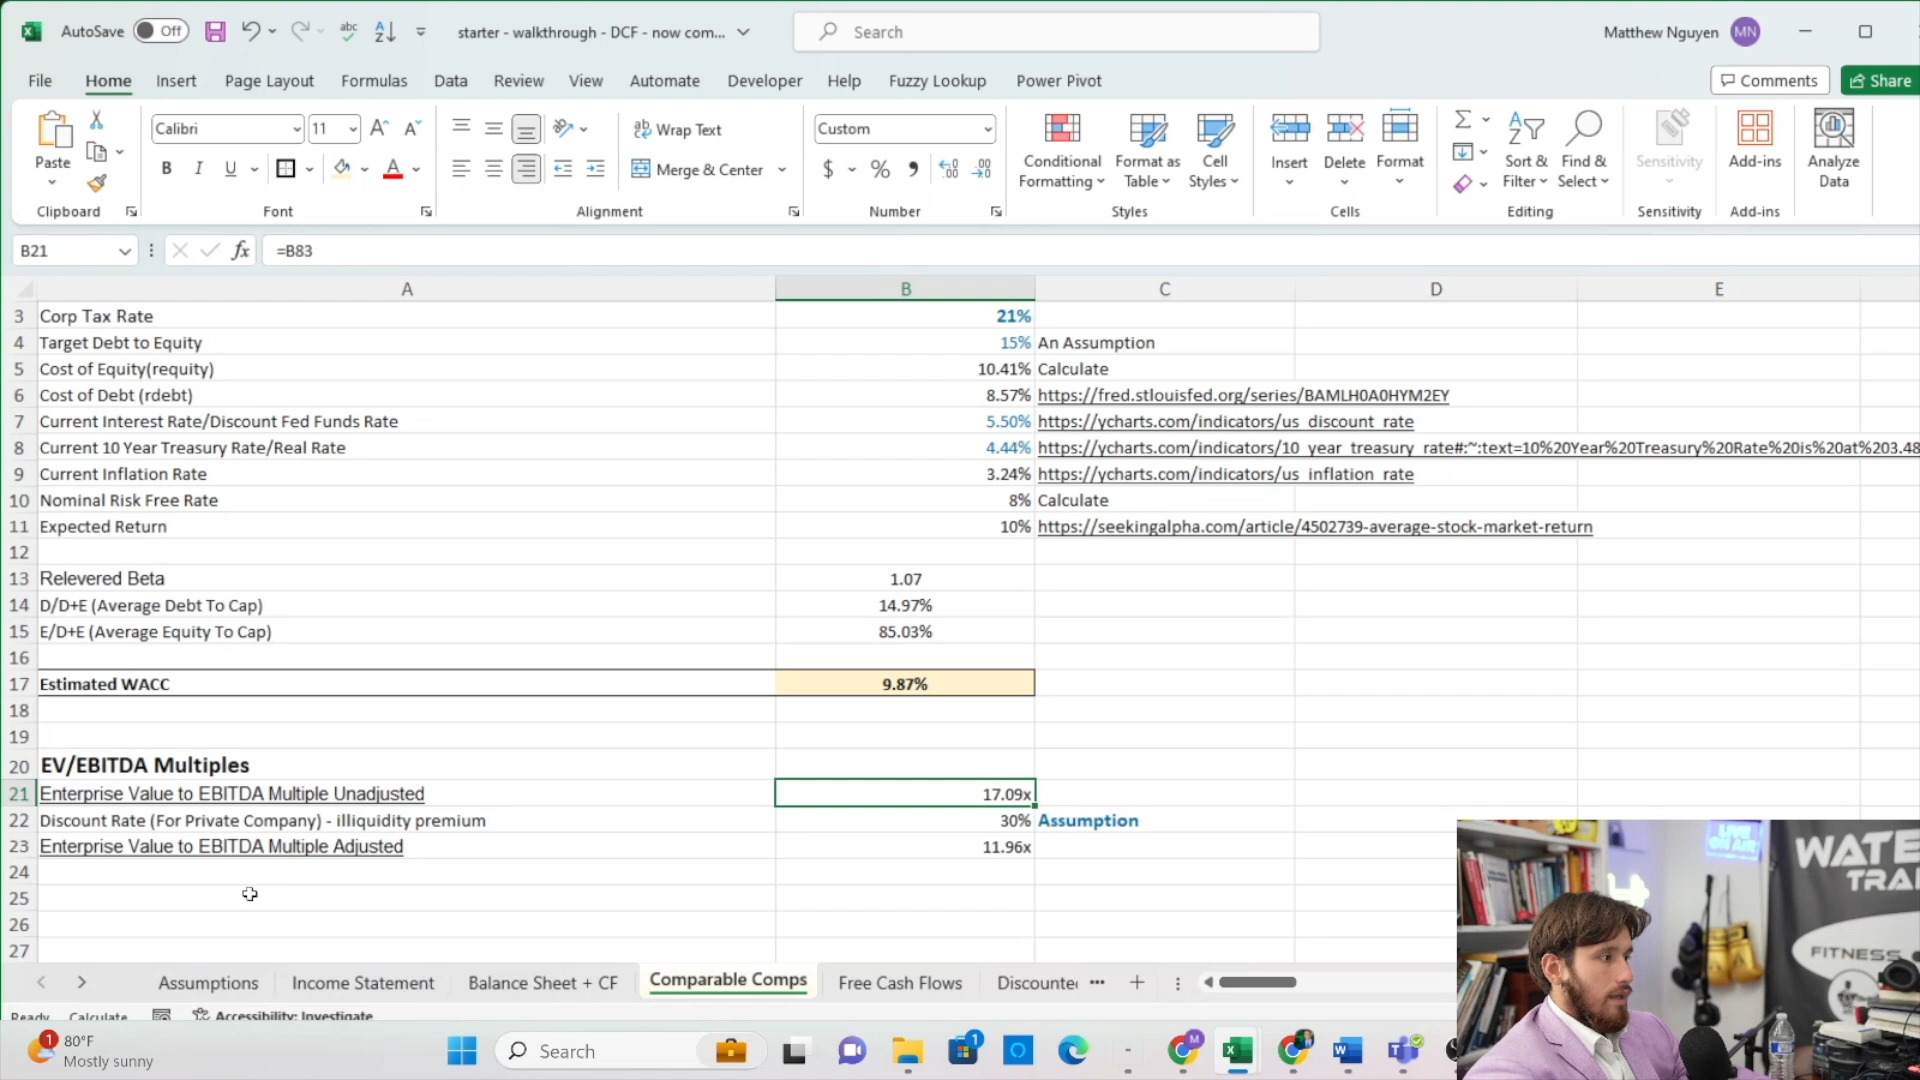 AutoSave Off starter - walkthrough - DCF - now com... Search Matthew Nguyen MN
File Home Insert Page Layout Formulas Data Review View Automate Developer Help Fuzzy Lookup Power Pivot Comments Share
Calibri 11 Wrap Text Custom
Paste B I U Merge & Center $ % Conditional Formatting Format as Table Cell Styles Insert Delete Format Sort & Filter Find & Select Sensitivity Add-ins Analyze Data
Clipboard Font Alignment Number Styles Cells Editing Sensitivity Add-ins
B21 fx =B83
A B C D E
3 Corp Tax Rate 21%
4 Target Debt to Equity 15% An Assumption
5 Cost of Equity(requity) 10.41% Calculate
6 Cost of Debt (rdebt) 8.57% https://fred.stlouisfed.org/series/BAMLH0A0HYM2EY
7 Current Interest Rate/Discount Fed Funds Rate 5.50% https://ycharts.com/indicators/us_discount_rate
8 Current 10 Year Treasury Rate/Real Rate 4.44% https://ycharts.com/indicators/10_year_treasury_rate#:~:text=10%20Year%20Treasury%20Rate%20is%20at%203.48
9 Current Inflation Rate 3.24% https://ycharts.com/indicators/us_inflation_rate
10 Nominal Risk Free Rate 8% Calculate
11 Expected Return 10% https://seekingalpha.com/article/4502739-average-stock-market-return
12
13 Relevered Beta 1.07
14 D/D+E (Average Debt To Cap) 14.97%
15 E/D+E (Average Equity To Cap) 85.03%
16
17 Estimated WACC 9.87%
18
19
20 EV/EBITDA Multiples
21 Enterprise Value to EBITDA Multiple Unadjusted 17.09x
22 Discount Rate (For Private Company) - illiquidity premium 30% Assumption
23 Enterprise Value to EBITDA Multiple Adjusted 11.96x
24
25
26
27
LIVE ON AIR
WATE
TRA
FITNESS
Assumptions Income Statement Balance Sheet + CF Comparable Comps Free Cash Flows Discounte ...
Ready Calculate Accessibility: Investigate
1 80°F Search 1 M
Mostly sunny